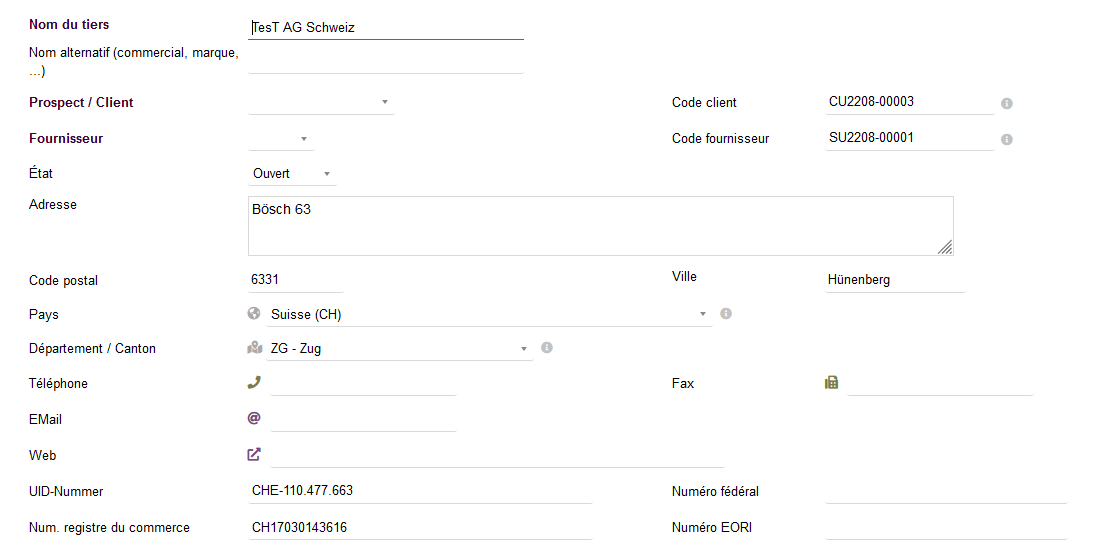 Nom du tiers
TesT AG Schweiz
Nom alternatif (commercial, marque,
...)
Prospect / Client
Code client
CU2208-00003
Fournisseur
Code fournisseur
SU2208-00001
État
Ouvert
Adresse
Bösch 63
Code postal
6331
Ville
Hünenberg
Pays
Suisse (CH)
Département / Canton
ZG - Zug
Téléphone
Fax
EMail
Web
UID-Nummer
CHE-110.477.663
Numéro fédéral
Num. registre du commerce
CH17030143616
Numéro EORI